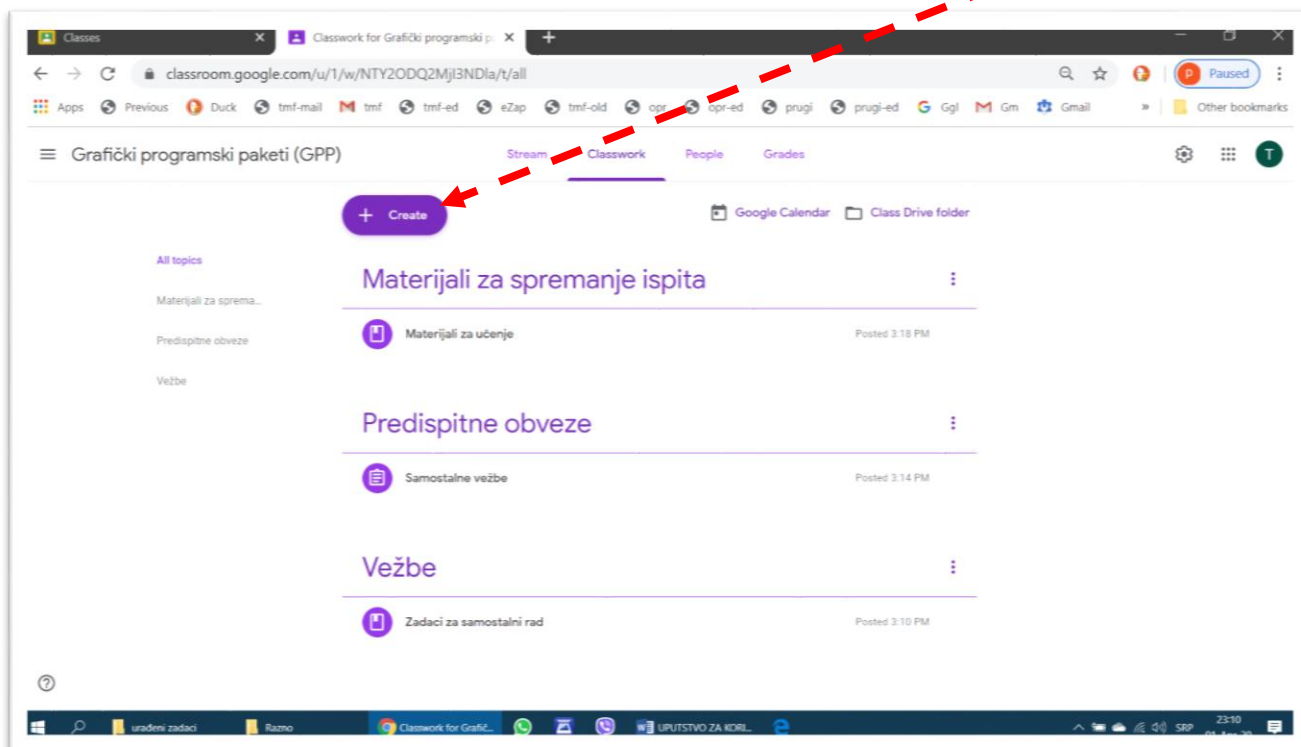 Classes
Classwork for Grafički programski p
classroom.google.com/u/1/w/NTY2ODQ2MjI3NDla/t/all
Paused
Apps Previous Duck tmf-mail tmf tmf-ed eZap tmf-old opr opr-ed prugi prugi-ed Ggl Gm Gmail » Other bookmarks
Grafički programski paketi (GPP) Stream Classwork People Grades T
+ Create Google Calendar Class Drive folder
All topics
Materijali za sprema...
Predispitne obveze
Vežbe
Materijali za spremanje ispita
Materijali za učenje Posted 3:18 PM
Predispitne obveze
Samostalne vežbe Posted 3:14 PM
Vežbe
Zadaci za samostalni rad Posted 3:10 PM
urađeni zadaci Razno Classwork for Grafič... UPUTSTVO ZA KORI... SRP 23:10